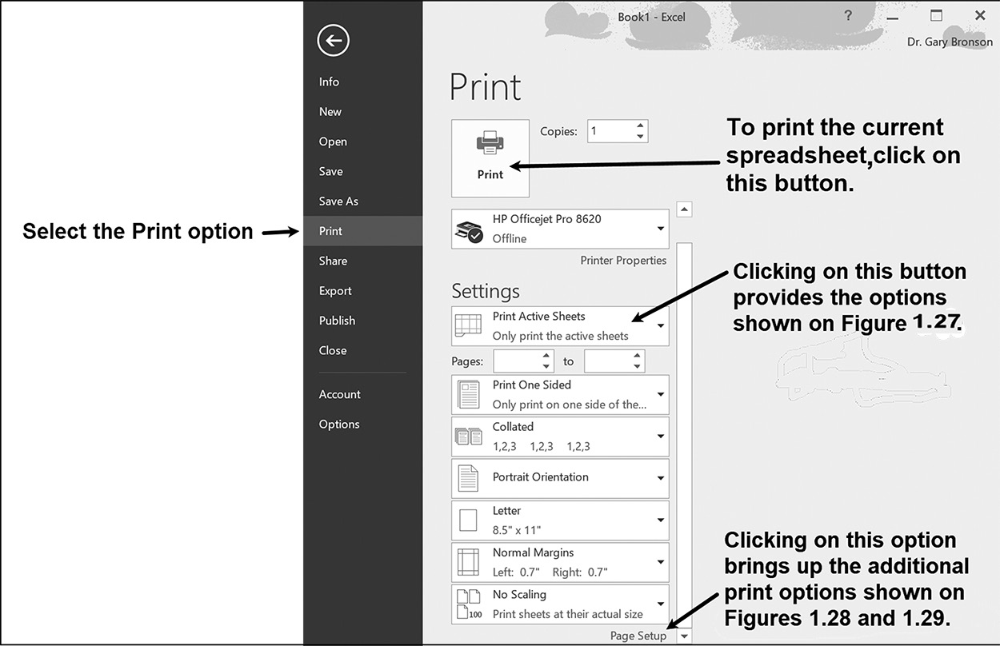 Book1 - Excel
?
Dr. Gary Bronson
Info
New
Open
Save
Save As
Print
Share
Export
Publish
Close
Account
Options
Select the Print option
Print
Copies: 1
Print
To print the current
spreadsheet,click on
this button.
HP Officejet Pro 8620
Offline
Printer Properties
Settings
Print Active Sheets
Only print the active sheets
Clicking on this button
provides the options
shown on Figure 1.27.
Pages: to
Print One Sided
Only print on one side of the...
Collated
1,2,3 1,2,3 1,2,3
Portrait Orientation
Letter
8.5" x 11"
Normal Margins
Left: 0.7" Right: 0.7"
No Scaling
100 Print sheets at their actual size
Page Setup
Clicking on this option
brings up the additional
print options shown on
Figures 1.28 and 1.29.